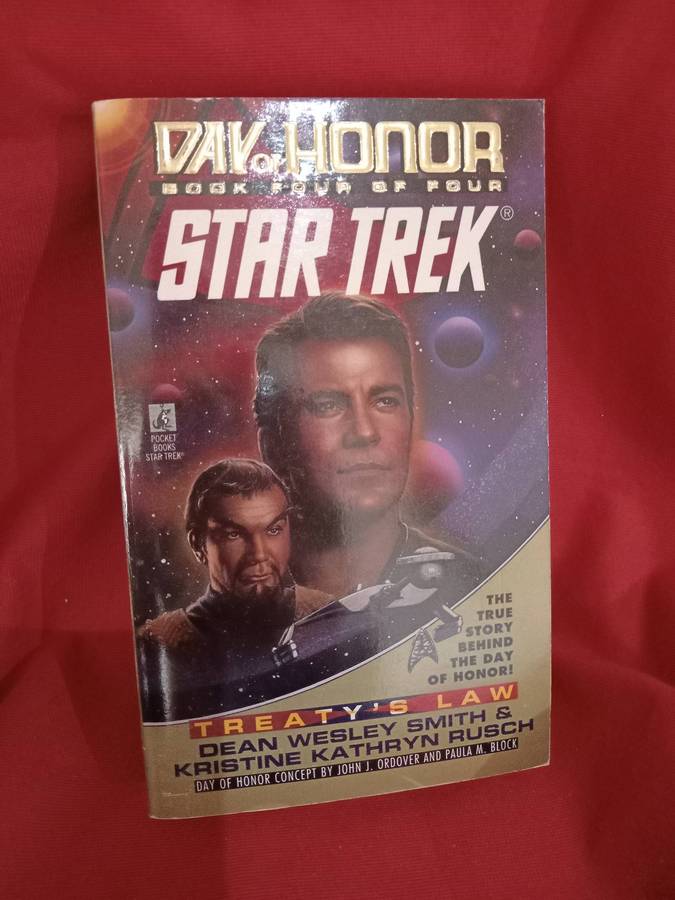 DAY OF HONOR
BOOK FOUR OF FOUR
STAR TREK®
POCKET
BOOKS
STAR TREK®
THE
TRUE
STORY
BEHIND
THE DAY
OF HONOR!
TREATY'S LAW
DEAN WESLEY SMITH &
KRISTINE KATHRYN RUSCH
DAY OF HONOR CONCEPT BY JOHN J. ORDOVER AND PAULA M. BLOCK